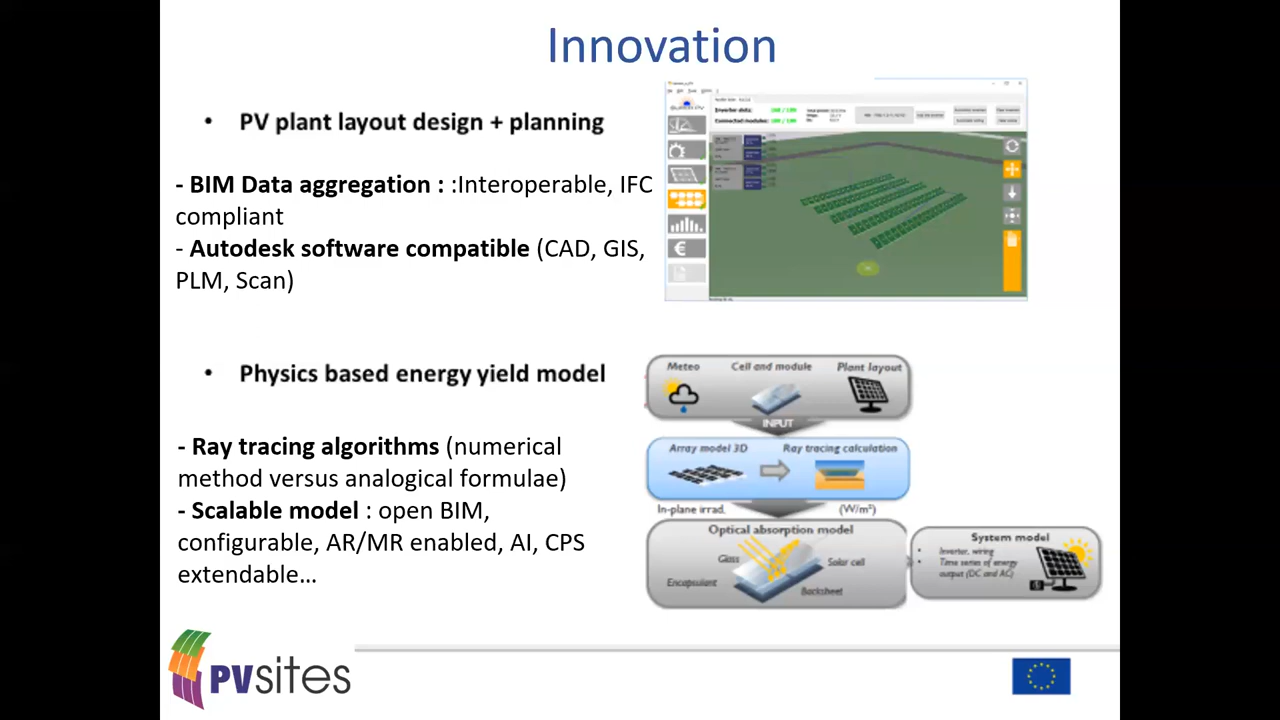 Innovation
• PV plant layout design + planning
- BIM Data aggregation : :Interoperable, IFC
compliant
- Autodesk software compatible (CAD, GIS,
PLM, Scan)
Inverter slots:
Connected modules:
• Physics based energy yield model
- Ray tracing algorithms (numerical
method versus analogical formulae)
- Scalable model : open BIM,
configurable, AR/MR enabled, AI, CPS
extendable...
Meteo Cell and module Plant layout
INPUT
Array model 3D Ray tracing calculation
In-plane irrad. (W/m²)
Optical absorption model
Glass
Solar cell
Encapsulant
Backsheet
System model
• Inverter, wiring
• Time series of energy
output (DC and AC)
PVsites